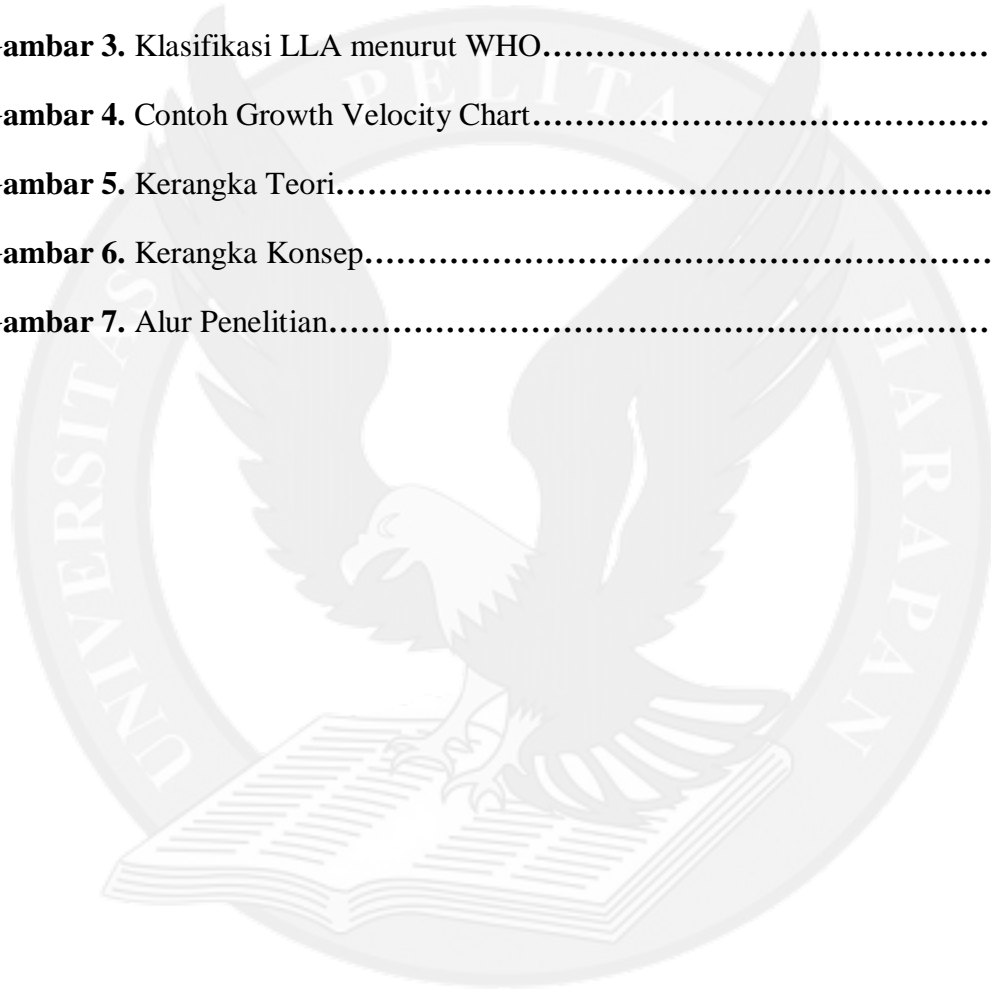 ambar 3. Klasifikasi LLA menurut WHO…………………………………….
ambar 4. Contoh Growth Velocity Chart…………………………………….
ambar 5. Kerangka Teori…………………………………………………...
ambar 6. Kerangka Konsep………………………………………………….
ambar 7. Alur Penelitian……………………………………………………
UNIVERSITAS PELITA HARAPAN